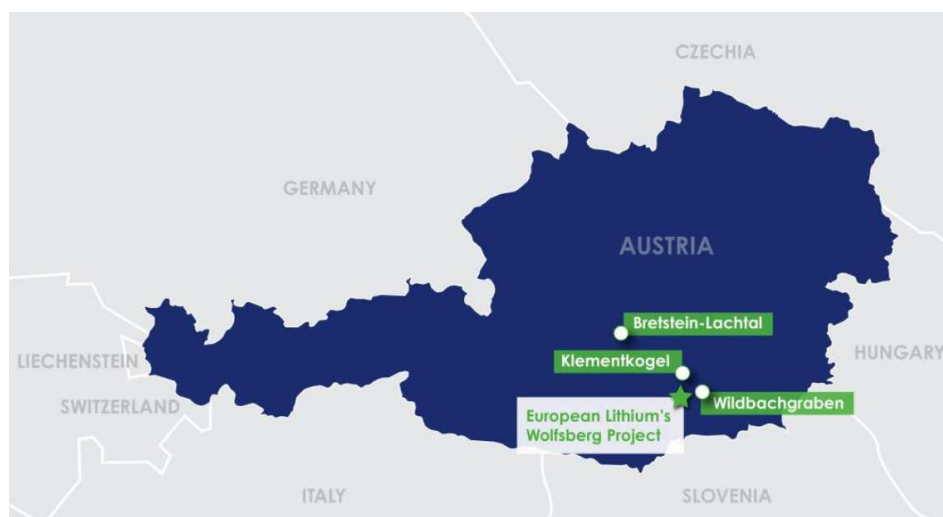 CZECHIA
GERMANY
AUSTRIA
Bretstein-Lachtal
LIECHENSTEIN
Klementkogel
HUNGARY
SWITZERLAND
Wildbachgraben
European Lithium's
Wolfsberg Project
ITALY
SLOVENIA